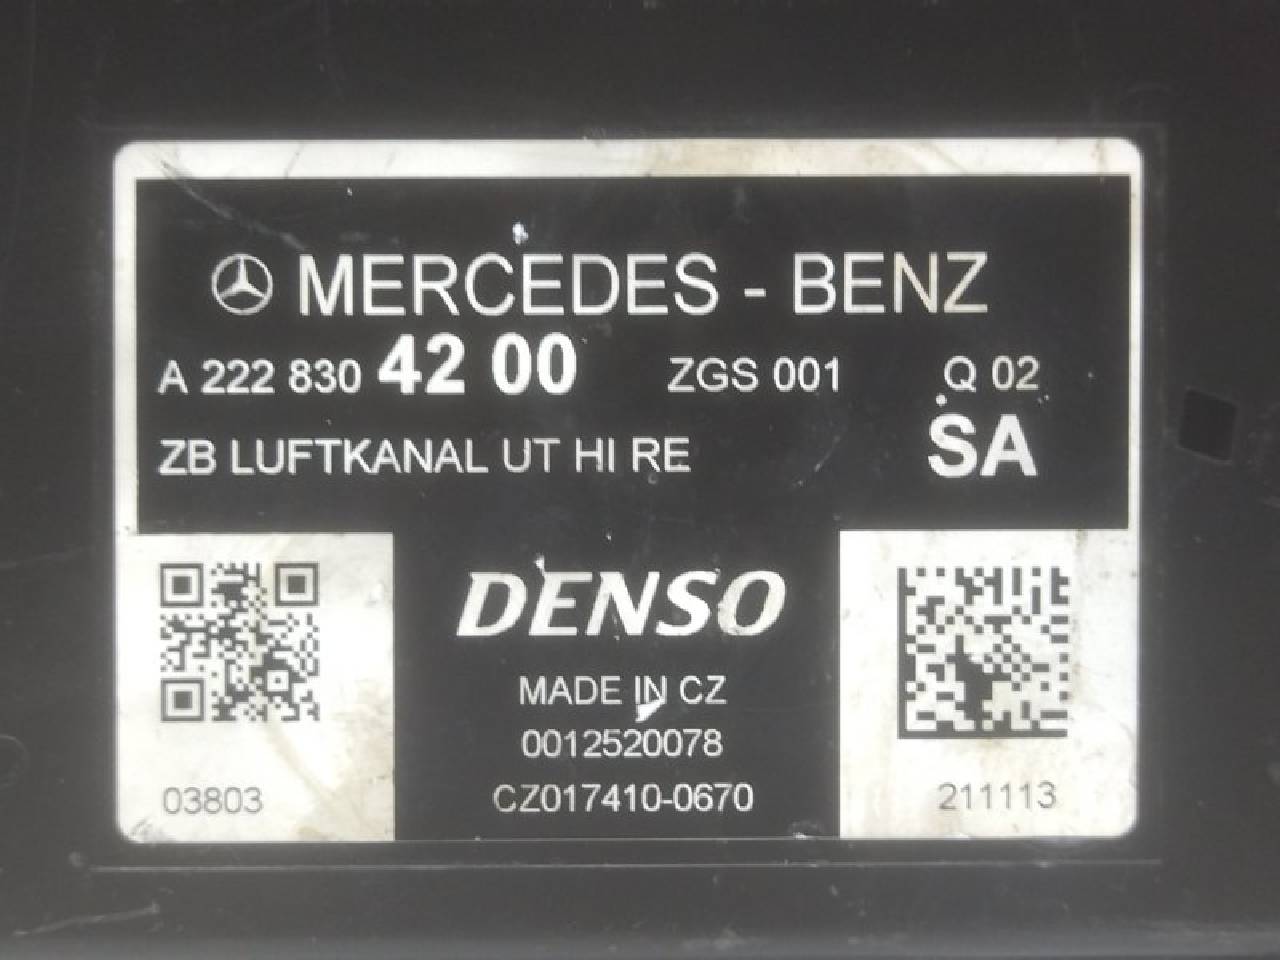 MERCEDES - BENZ
A 222 830 42 00 ZGS 001 Q 02
ZB LUFTKANAL UT HI RE SA
DENSO
MADE IN CZ
0012520078
03803 CZ017410-0670 211113